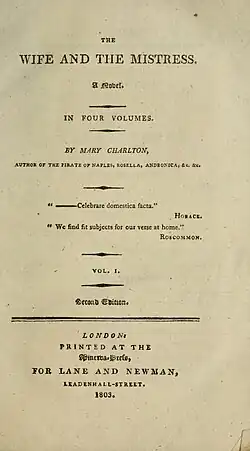 THE
WIFE AND THE MISTRESS.
A Novel.
IN FOUR VOLUMES.
BY MARY CHARLTON,
AUTHOR OF THE PIRATE OF NAPLES, ROSELLA, ANDRONICA, &c. &c.
"——Celebrare domestica facta."
HORACE.
"We find fit subjects for our verse at home."
ROSCOMMON.
VOL. I.
Second Edition.
LONDON:
PRINTED AT THE
Minerva-Press,
FOR LANE AND NEWMAN,
LEADENHALL-STREET.
1803.